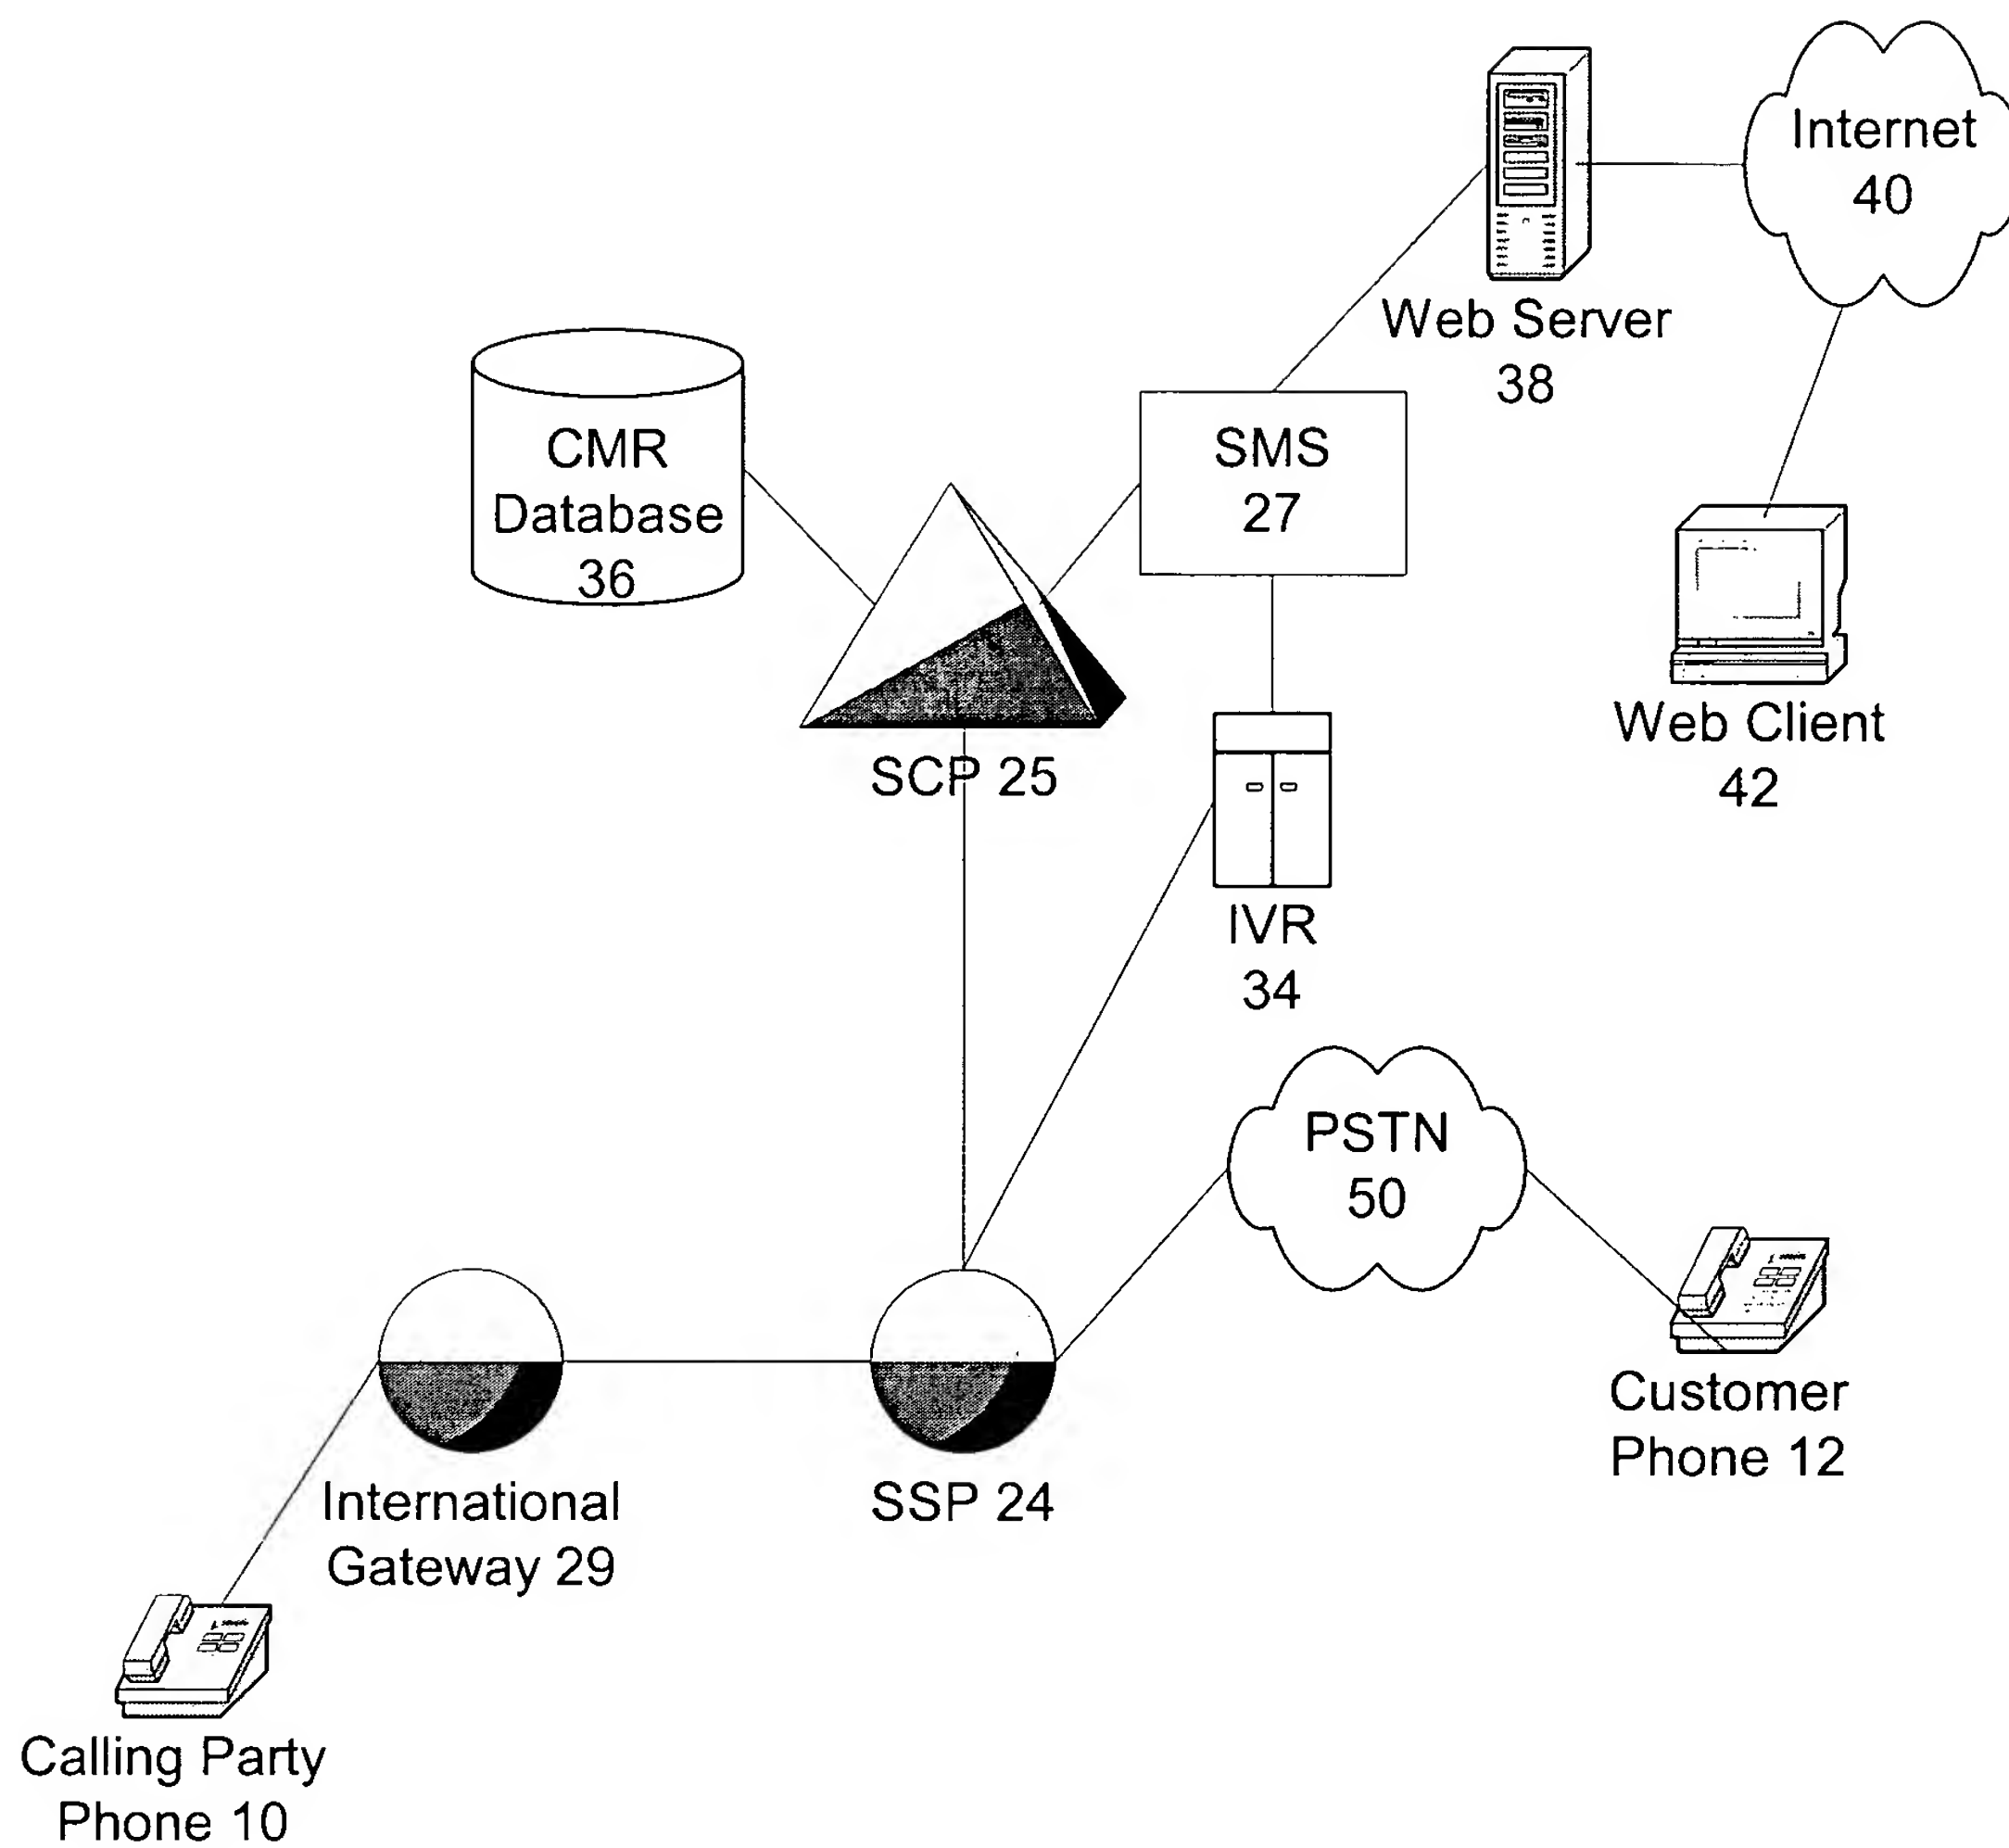 Internet
40
Web Server
38
CMR
Database
36
SMS
27
Web Client
42
SCP 25
IVR
34
PSTN
50
Customer
Phone 12
International
Gateway 29
SSP 24
Calling Party
Phone 10